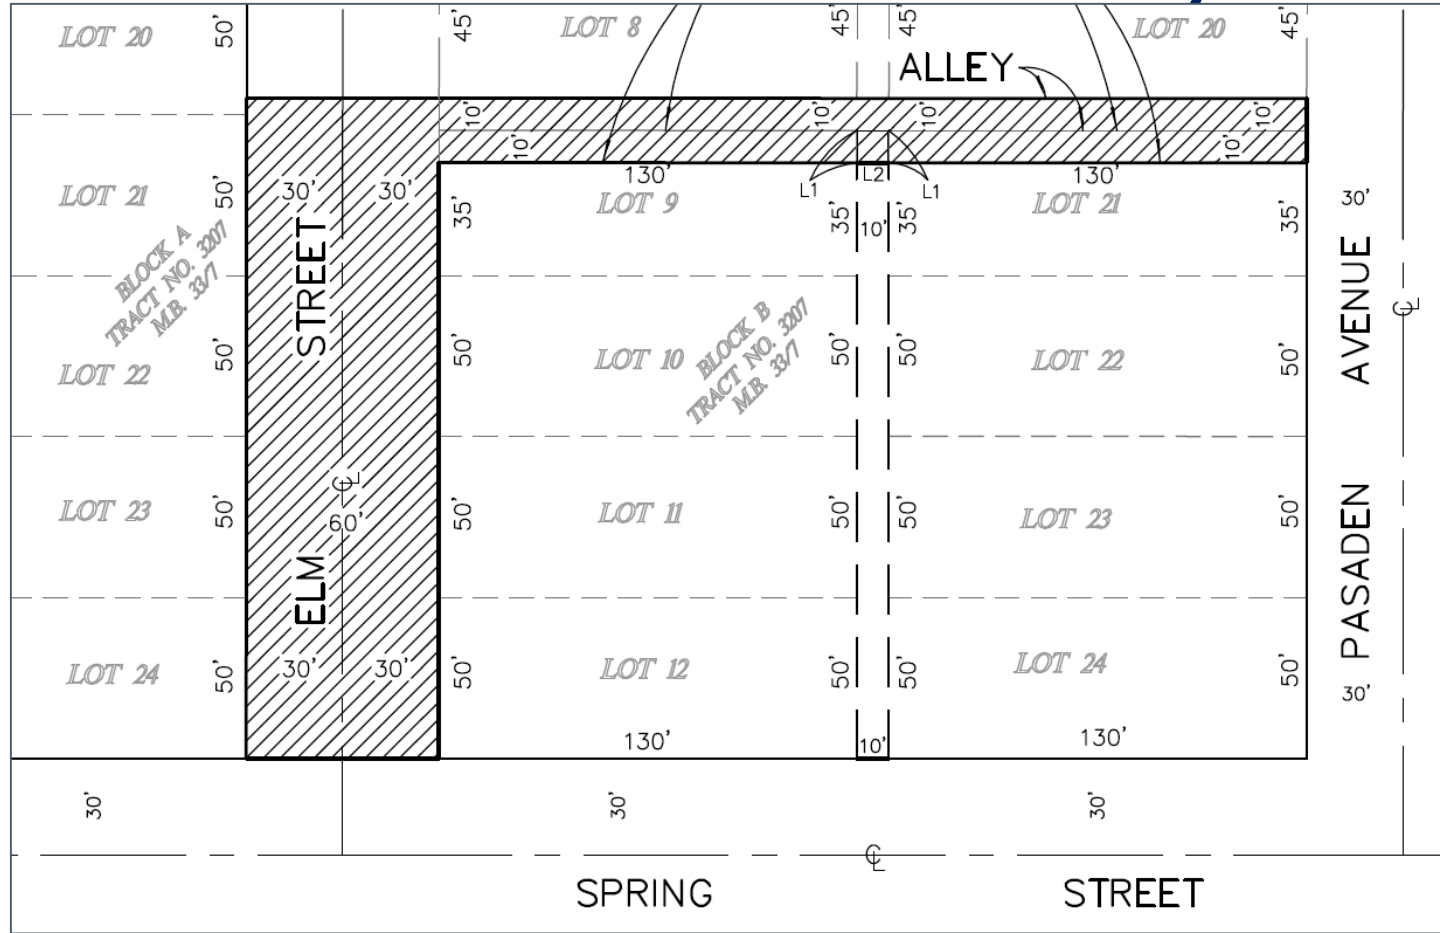 LOT 20
50'
45'
LOT 8
45'
45'
LOT 20
45'
ALLEY
10'
10'
10'
10'
10'
10'
130'
L1
L2
L1
130'
LOT 21
50'
30'
30'
35'
LOT 9
35'
10'
35'
LOT 21
35'
30'
BLOCK A
TRACT NO. 3207
M.B. 33/7
STREET
AVENUE
℄
LOT 22
50'
LOT 10
BLOCK B
TRACT NO. 3207
M.B. 33/7
50'
50'
LOT 22
50'
LOT 23
50'
℄
60'
50'
LOT 11
50'
50'
LOT 23
50'
ELM
PASADEN
LOT 24
50'
30'
30'
50'
LOT 12
50'
50'
LOT 24
50'
30'
130'
10'
130'
30'
30'
30'
℄
SPRING STREET